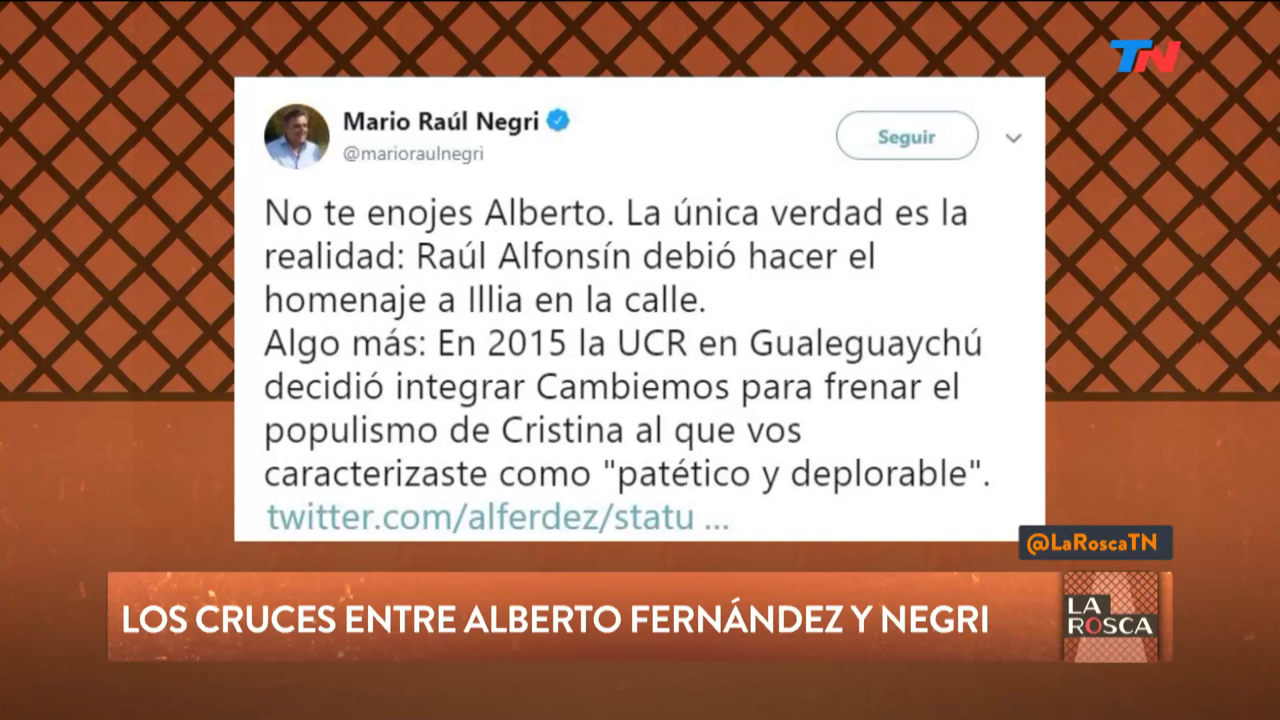 TN
Mario Raúl Negri
@marioraulnegri
Seguir
No te enojes Alberto. La única verdad es la
realidad: Raúl Alfonsín debió hacer el
homenaje a Illia en la calle.
Algo más: En 2015 la UCR en Gualeguaychú
decidió integrar Cambiemos para frenar el
populismo de Cristina al que vos
caracterizaste como "patético y deplorable".
twitter.com/alferdez/statu ...
@LaRoscaTN
LOS CRUCES ENTRE ALBERTO FERNÁNDEZ Y NEGRI
LA
ROSCA